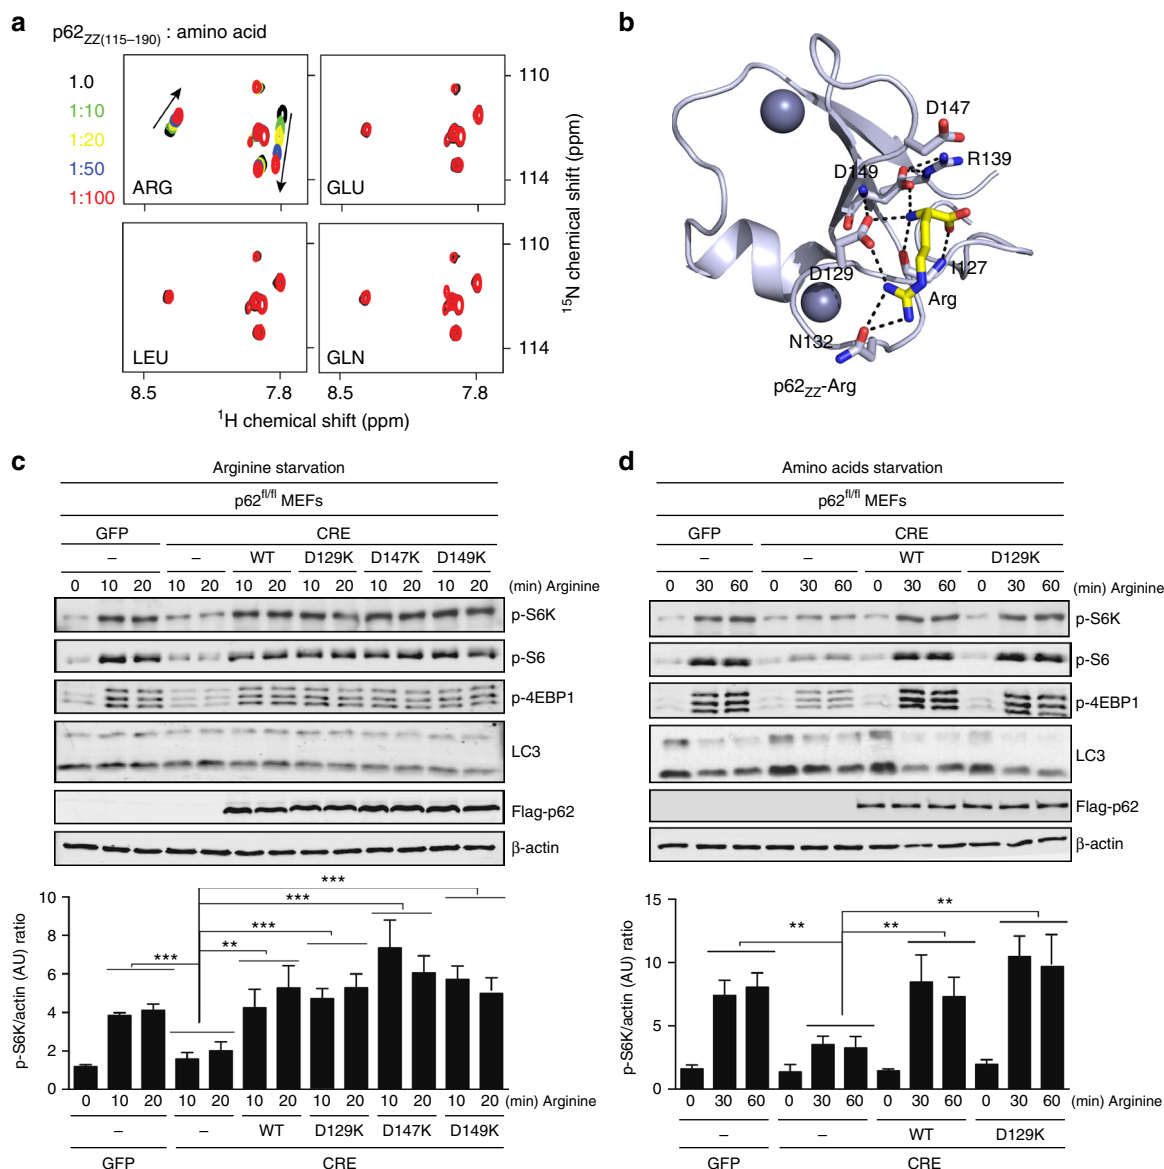 a
p62ZZ(115–190) : amino acid
1.0
1:10
1:20
1:50
1:100
ARG
GLU
LEU
GLN
110
114
110
114
8.5
7.8
8.5
7.8
15N chemical shift (ppm)
1H chemical shift (ppm)
b
D147
R139
D149
D129
I127
Arg
N132
p62ZZ-Arg
c
Arginine starvation
p62fl/fl MEFs
GFP CRE
– – WT D129K D147K D149K
0 10 20 10 20 10 20 10 20 10 20 10 20 (min) Arginine
p-S6K
p-S6
p-4EBP1
LC3
Flag-p62
β-actin
p-S6K/actin (AU) ratio
10
8
6
4
2
0
***
**
***
***
***
0 10 20 10 20 10 20 10 20 10 20 10 20 (min) Arginine
– – WT D129K D147K D149K
GFP CRE
d
Amino acids starvation
p62fl/fl MEFs
GFP CRE
– – WT D129K
0 30 60 0 30 60 0 30 60 0 30 60 (min) Arginine
p-S6K
p-S6
p-4EBP1
LC3
Flag-p62
β-actin
p-S6K/actin (AU) ratio
15
10
5
0
**
**
**
0 30 60 0 30 60 0 30 60 0 30 60 (min) Arginine
– – WT D129K
GFP CRE